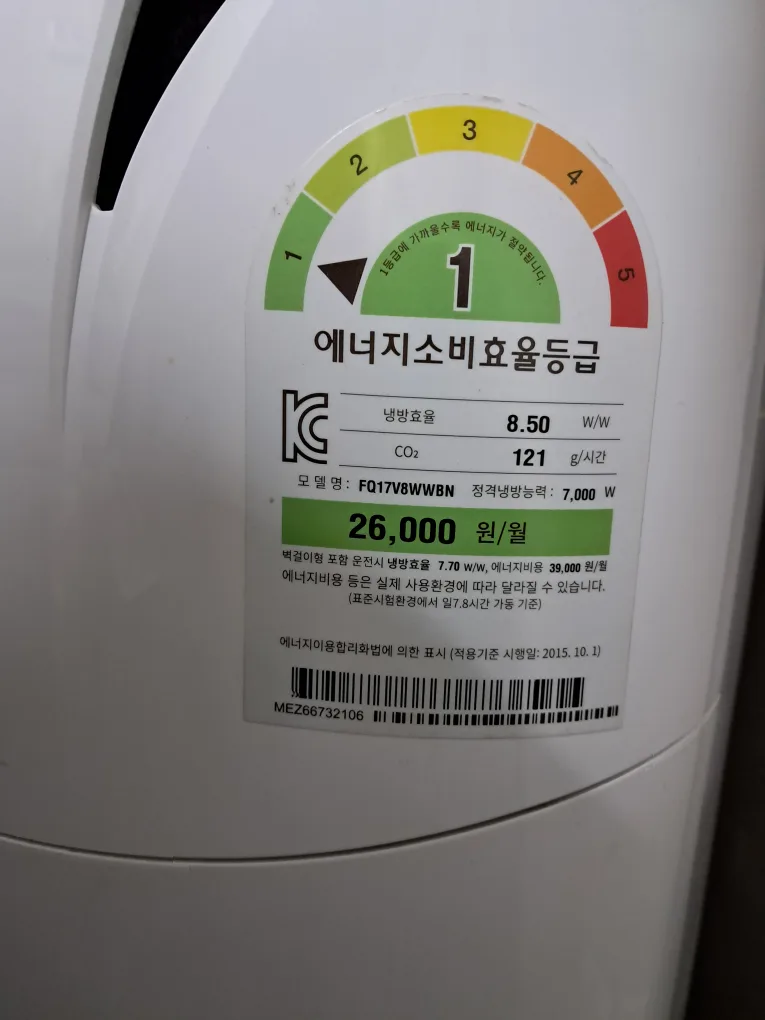 1 2 3 4 5
1등급에 가까울수록 에너지가 절약됩니다.
1
에너지소비효율등급
냉방효율 8.50 W/W
CO₂ 121 g/시간
모델명: FQ17V8WWBN 정격냉방능력: 7,000 W
26,000 원/월
벽걸이형 포함 운전시 냉방효율 7.70 W/W, 에너지비용 39,000 원/월
에너지비용 등은 실제 사용환경에 따라 달라질 수 있습니다.
(표준시험환경에서 일7.8시간 가동 기준)
에너지이용합리화법에 의한 표시 (적용기준 시행일: 2015. 10. 1)
MEZ66732106